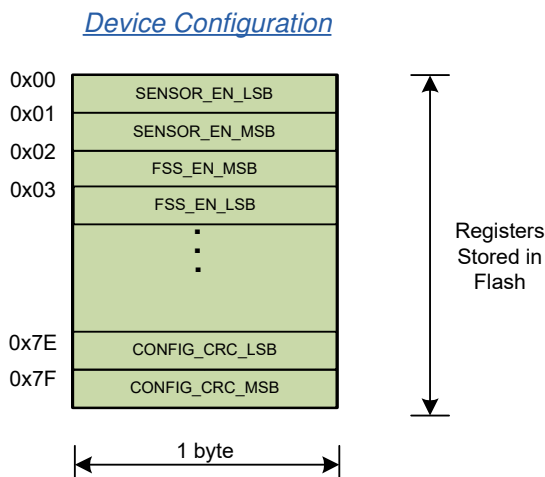 Device Configuration
0x00
SENSOR_EN_LSB
0x01
SENSOR_EN_MSB
0x02
FSS_EN_MSB
0x03
FSS_EN_LSB
Registers
Stored in
Flash
0x7E
CONFIG_CRC_LSB
0x7F
CONFIG_CRC_MSB
1 byte